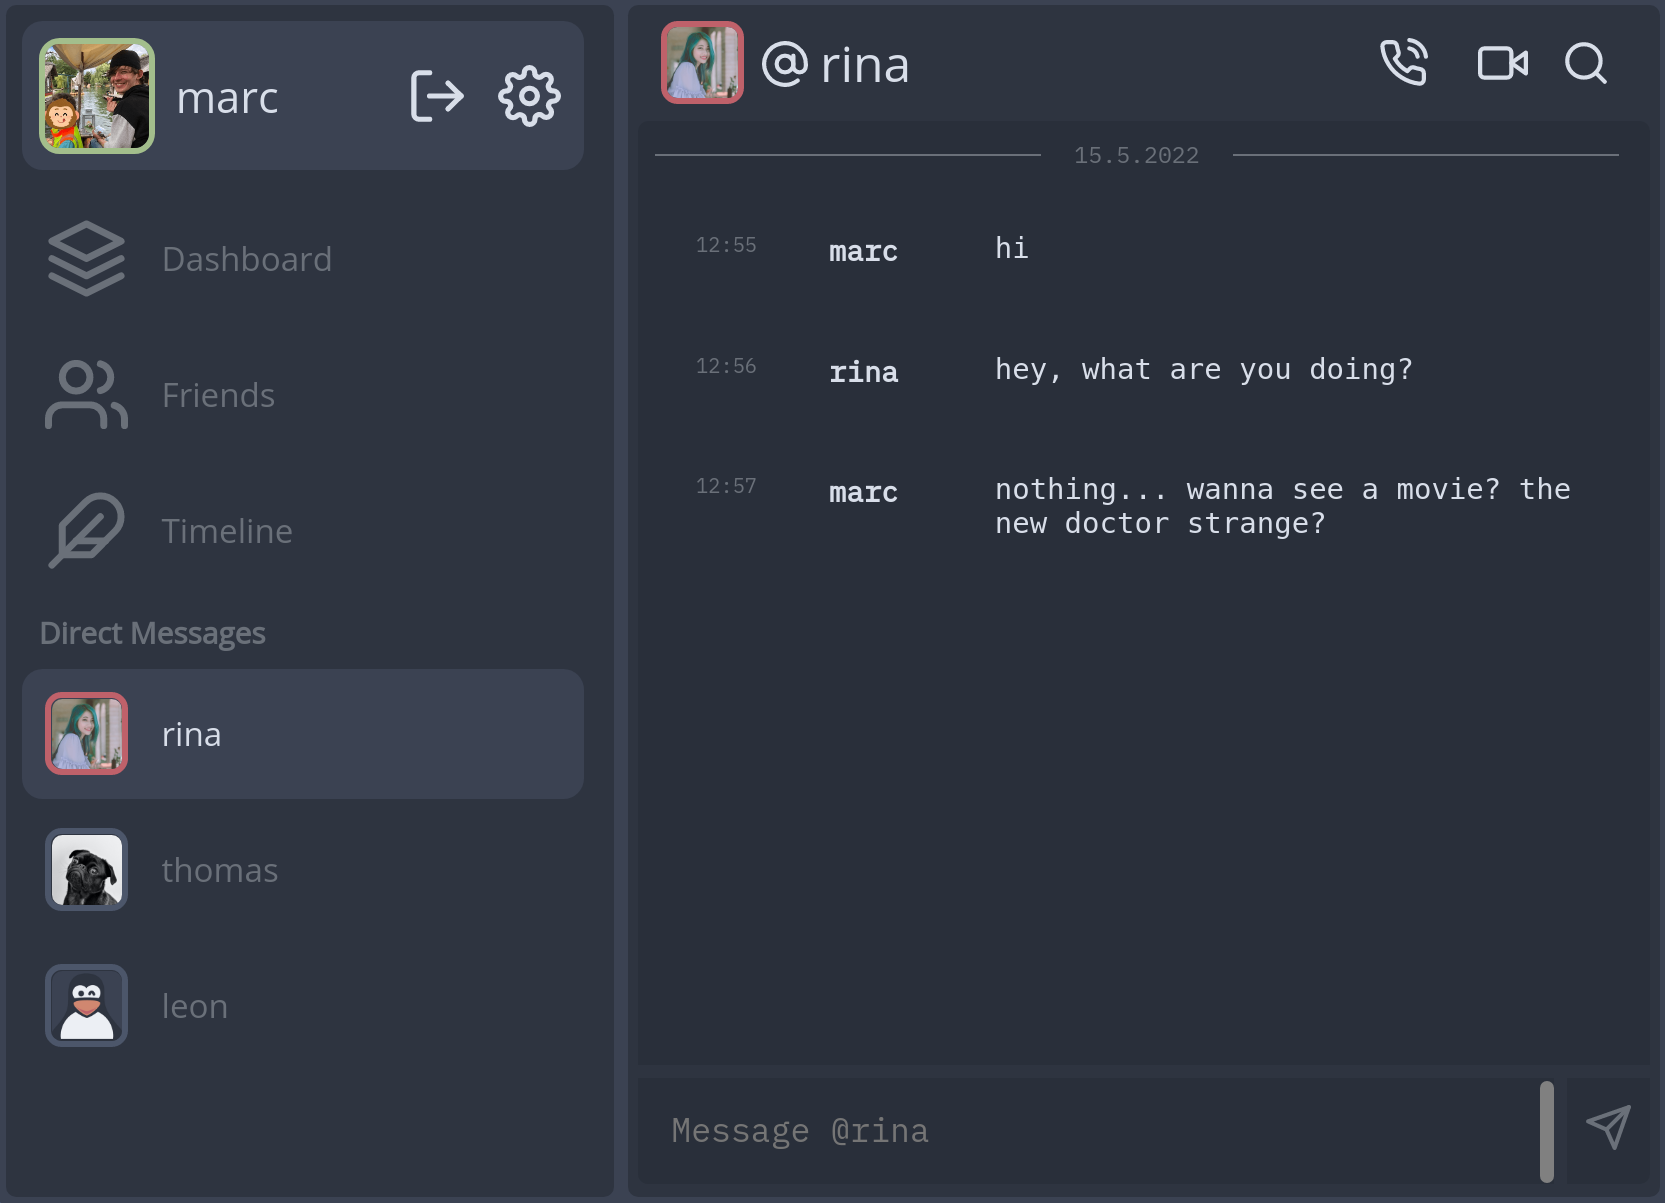 marc
Dashboard
Friends
Timeline
Direct Messages
rina
thomas
leon
@ rina
15.5.2022
12:55 marc hi
12:56 rina hey, what are you doing?
12:57 marc nothing... wanna see a movie? the
new doctor strange?
Message @rina